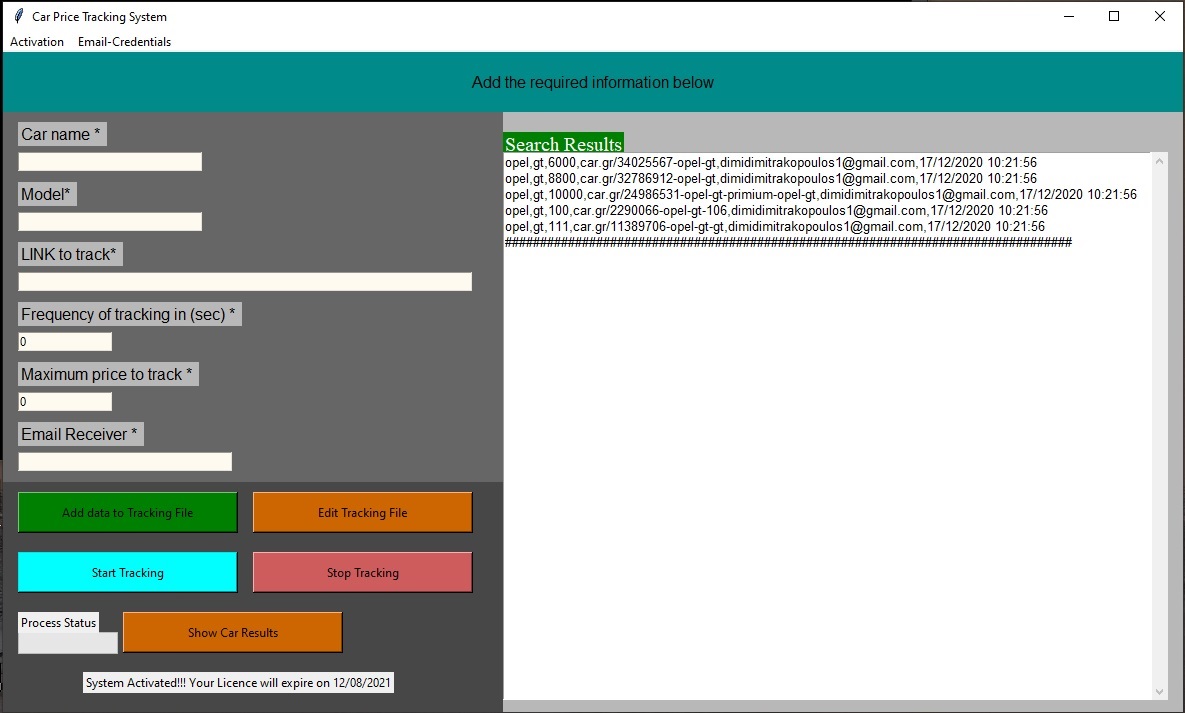 Car Price Tracking System
Activation Email-Credentials
Add the required information below
Car name *
Model*
LINK to track*
Frequency of tracking in (sec) *
0
Maximum price to track *
0
Email Receiver *
Add data to Tracking File
Edit Tracking File
Start Tracking
Stop Tracking
Process Status
Show Car Results
System Activated!!! Your Licence will expire on 12/08/2021
Search Results
opel,gt,6000,car.gr/34025567-opel-gt,dimidimitrakopoulos1@gmail.com,17/12/2020 10:21:56
opel,gt,8800,car.gr/32786912-opel-gt,dimidimitrakopoulos1@gmail.com,17/12/2020 10:21:56
opel,gt,10000,car.gr/24986531-opel-gt-primium-opel-gt,dimidimitrakopoulos1@gmail.com,17/12/2020 10:21:56
opel,gt,100,car.gr/2290066-opel-gt-106,dimidimitrakopoulos1@gmail.com,17/12/2020 10:21:56
opel,gt,111,car.gr/11389706-opel-gt-gt,dimidimitrakopoulos1@gmail.com,17/12/2020 10:21:56
#################################################################################